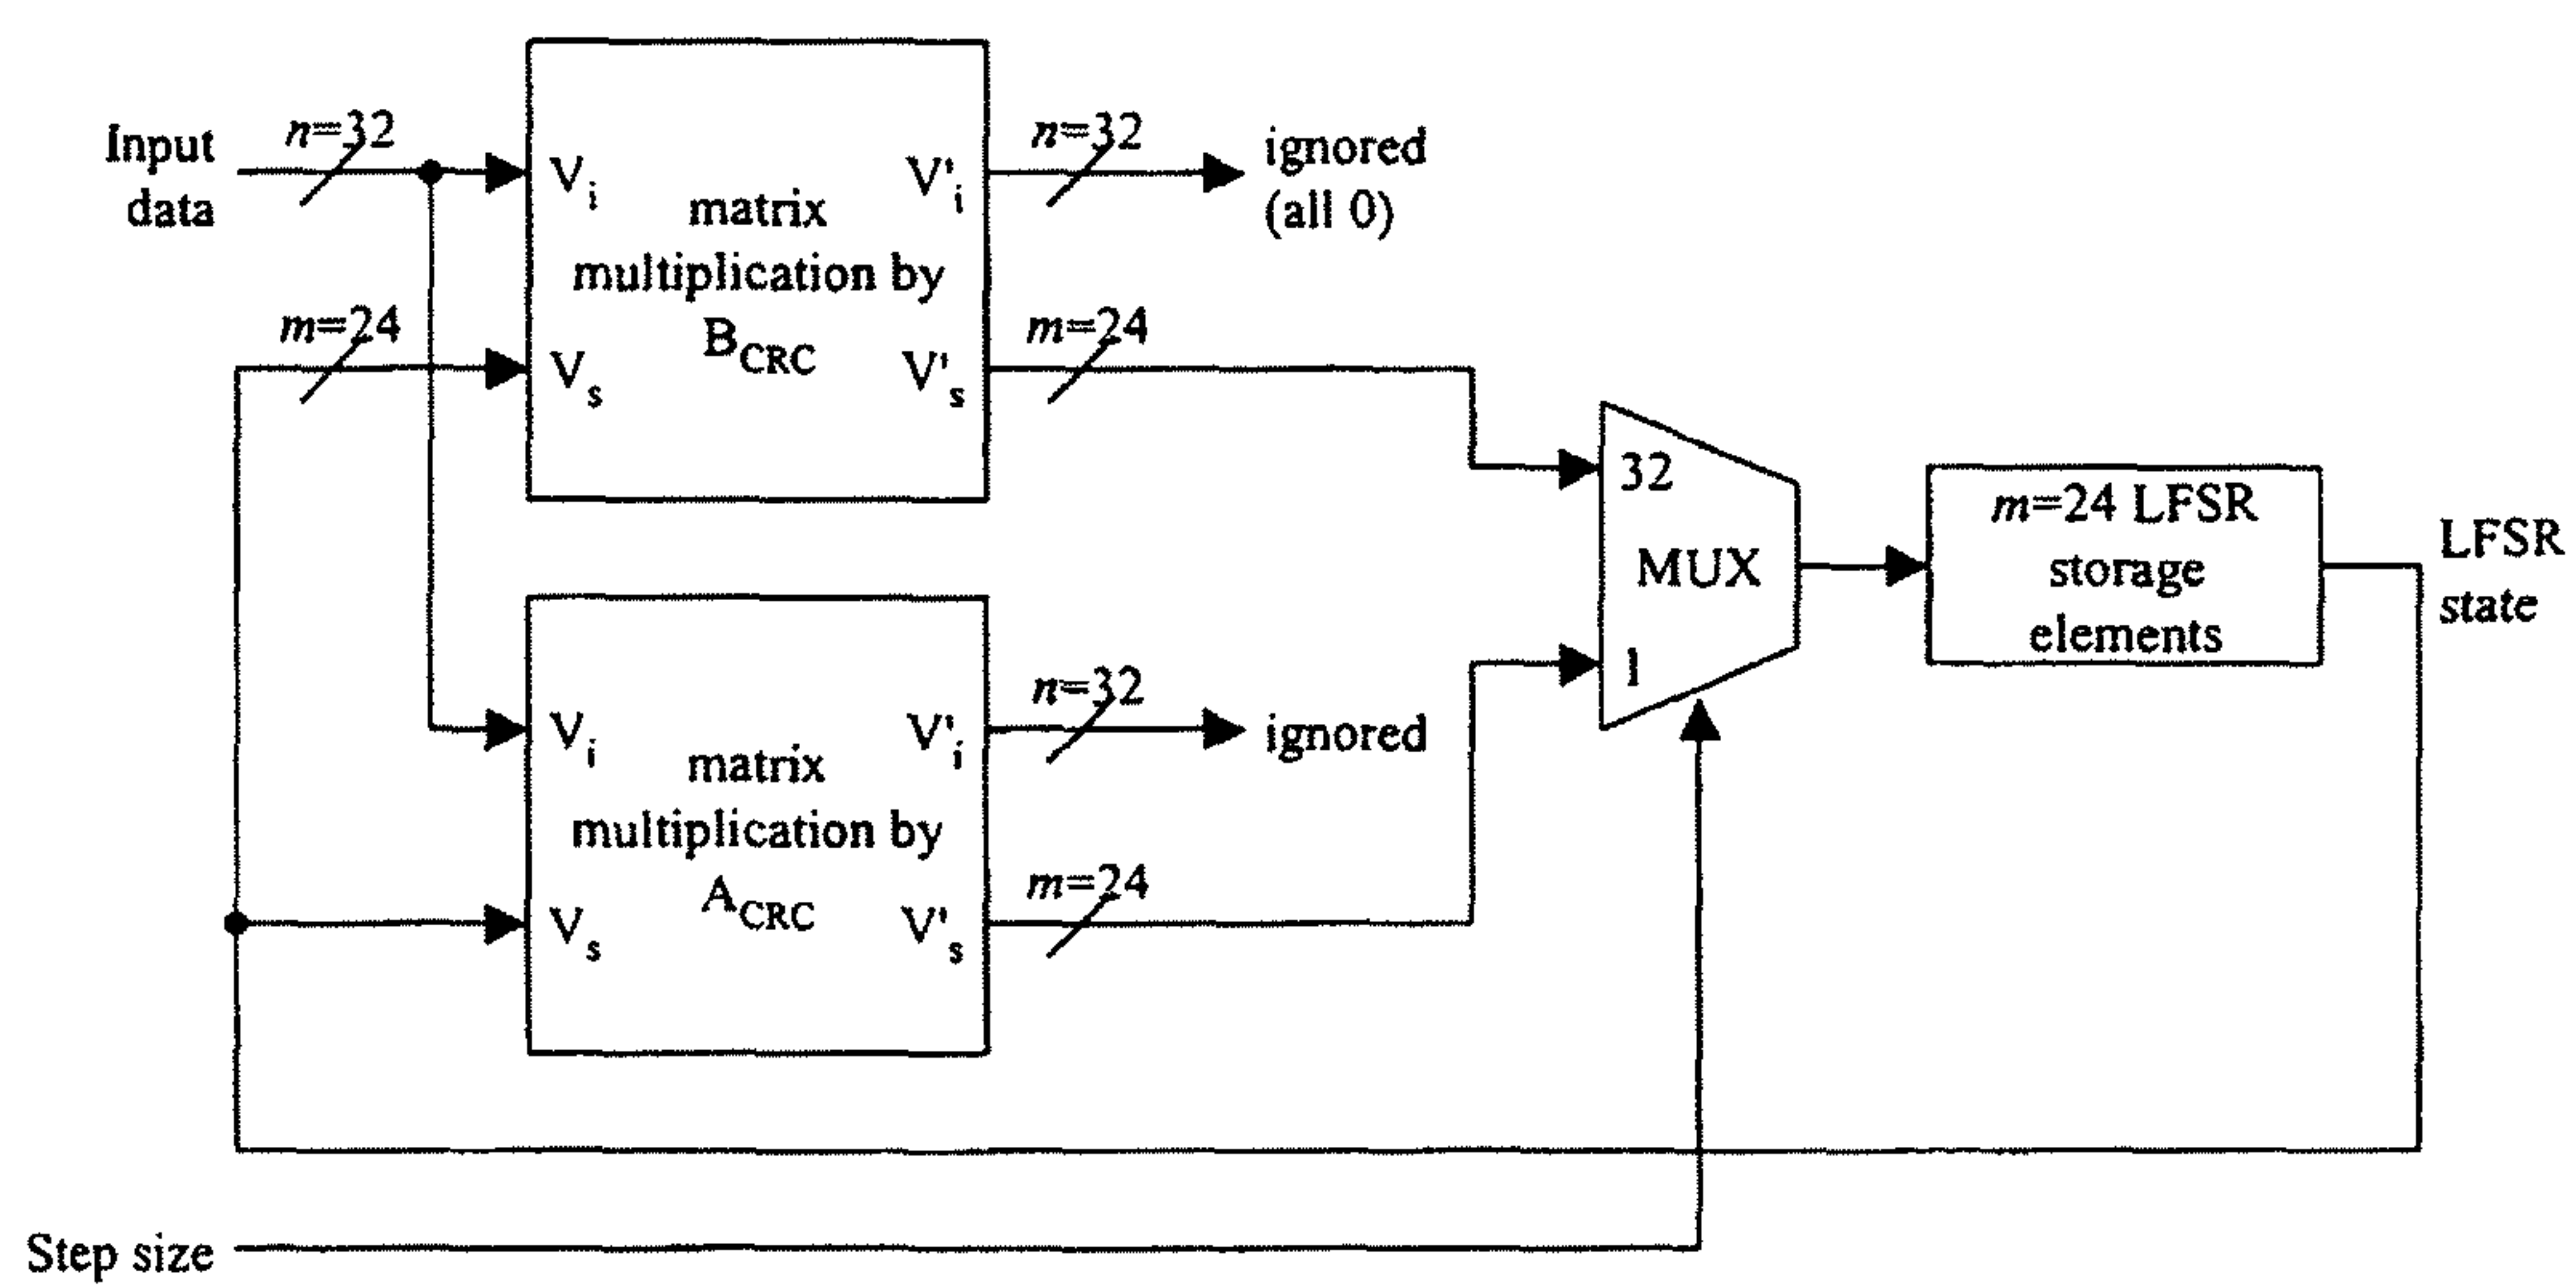 Input
data
n=32
m=24
V_i
V_s
matrix
multiplication by
B_CRC
V'_i
V'_s
n=32
ignored
(all 0)
m=24
V_i
V_s
matrix
multiplication by
A_CRC
V'_i
V'_s
n=32
ignored
m=24
32
MUX
1
m=24 LFSR
storage
elements
LFSR
state
Step size